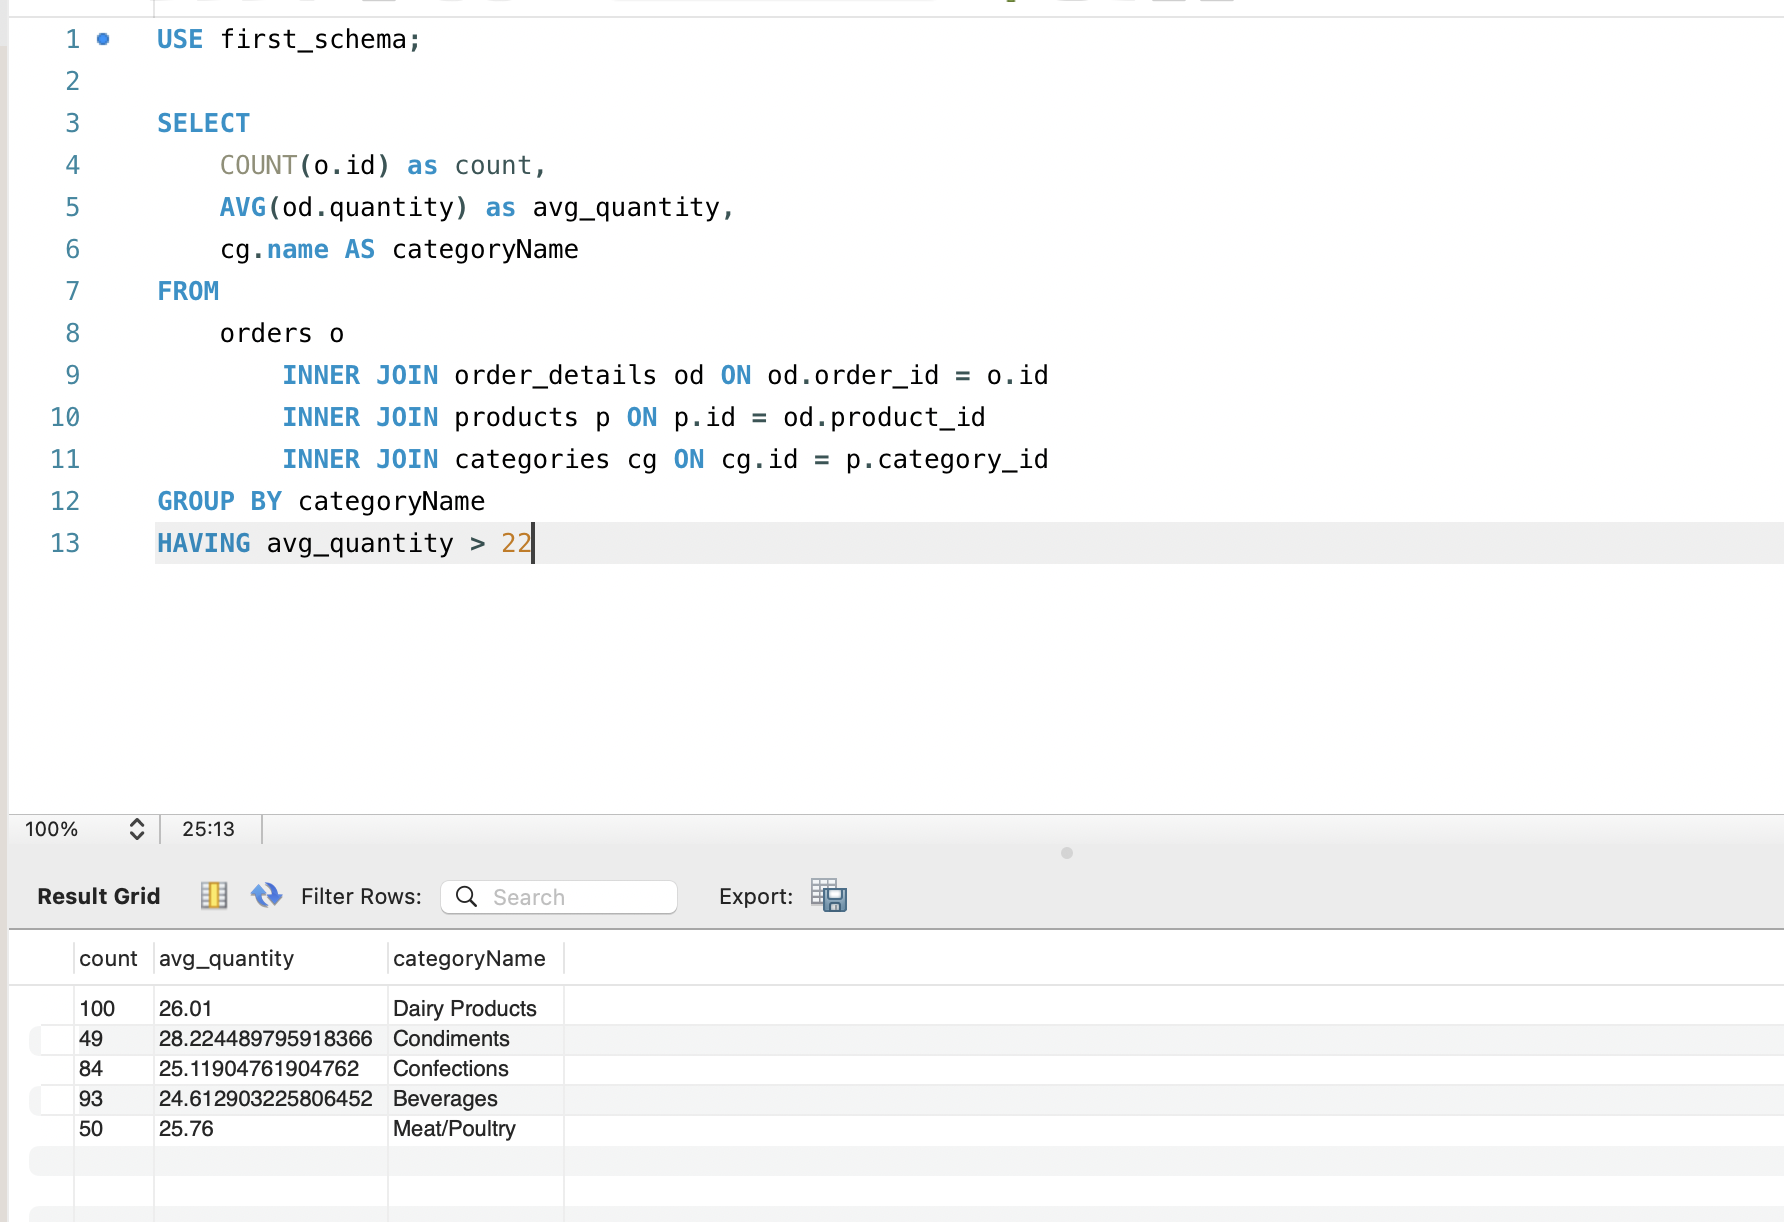 1 USE first_schema;
2
3 SELECT
4 COUNT(o.id) as count,
5 AVG(od.quantity) as avg_quantity,
6 cg.name AS categoryName
7 FROM
8 orders o
9 INNER JOIN order_details od ON od.order_id = o.id
10 INNER JOIN products p ON p.id = od.product_id
11 INNER JOIN categories cg ON cg.id = p.category_id
12 GROUP BY categoryName
13 HAVING avg_quantity > 22
100% 25:13
Result Grid Filter Rows: Search Export:
count avg_quantity categoryName
100 26.01 Dairy Products
49 28.224489795918366 Condiments
84 25.11904761904762 Confections
93 24.612903225806452 Beverages
50 25.76 Meat/Poultry